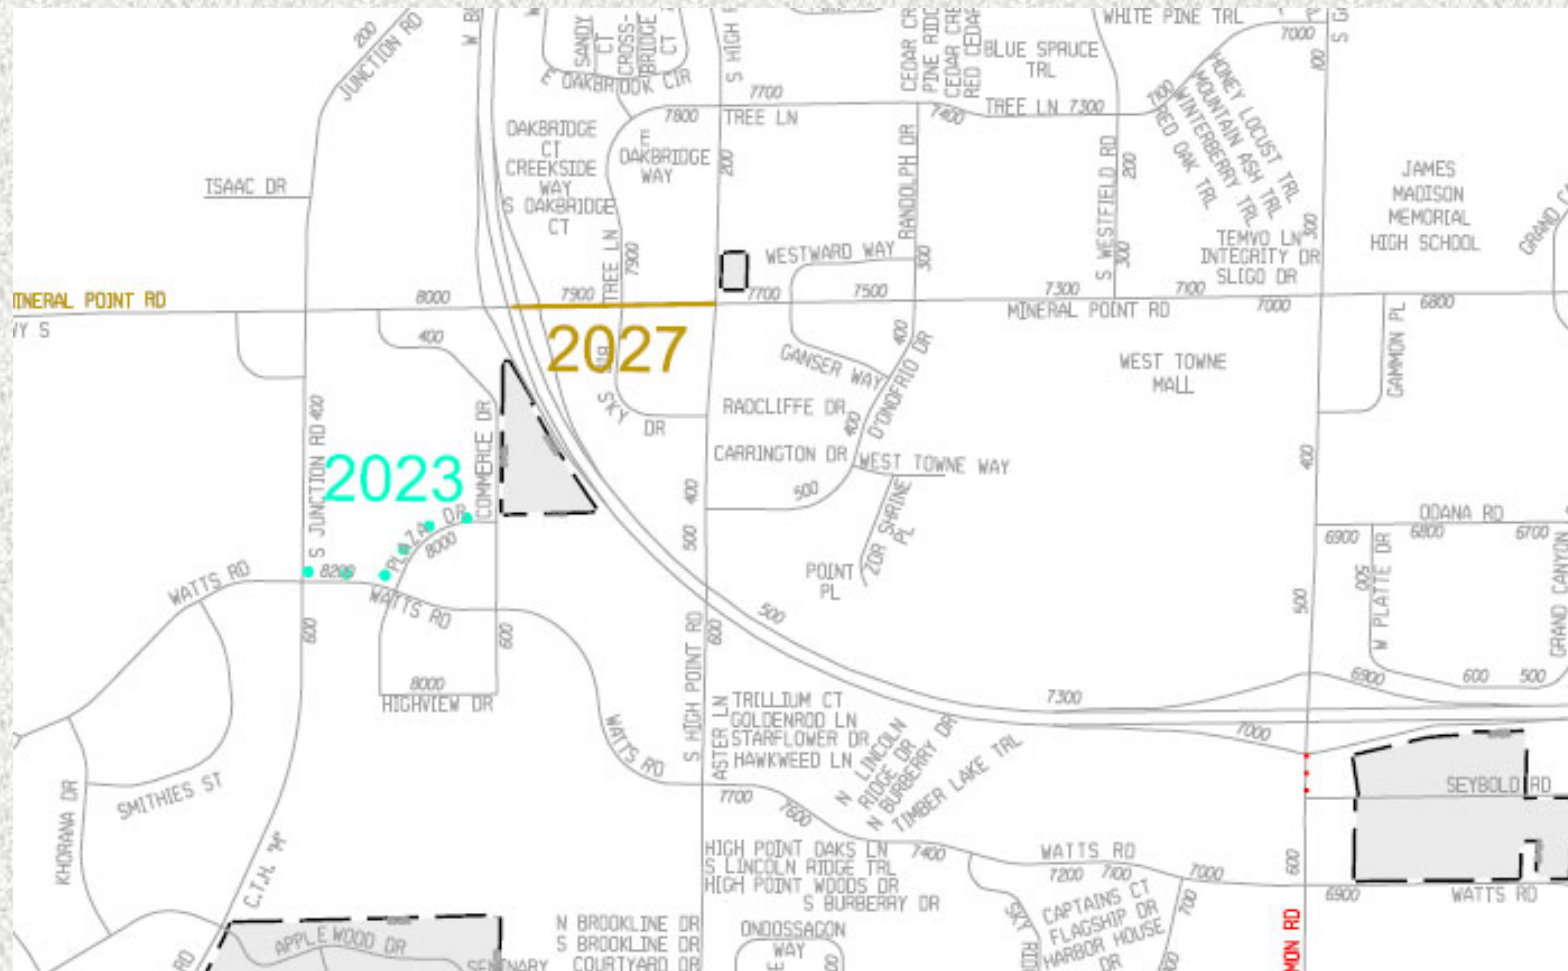 200
JUNCTION RD
SANDY
CT
CROSS-
BRIDGE
CT
E OAKBROOK CIR
S HIGH
CEDAR
PINE
CEDAR
RED CEDAR
BLUE SPRUCE
TRL
WHITE PINE TRL
7000
100
7700
TREE LN
7800
7400
TREE LN 7300
7100
HONEY LOCUST TRL
MOUNTAIN ASH TRL
WINTERBERRY TRL
RED OAK TRL
OAKBRIDGE
CT
CREEKSIDE
WAY
S OAKBRIDGE
CT
E
OAKBRIDGE
WAY
200
RANDOLPH DR
300
S WESTFIELD RD
200
300
JAMES
MADISON
MEMORIAL
HIGH SCHOOL
TSAAC DR
TREE LN
7900
WESTWARD WAY
TEMVO LN
INTEGRITY DR
SLIGO DR
300
MINERAL POINT RD
8000
7900
7700
7500
7300
7100
7000
6800
MINERAL POINT RD
400
2027
SKY
DR
GANSER WAY
400
D'ONOFRIO DR
400
WEST TOWNE
MALL
GAMMON PL
RADCLIFFE DR
CARRINGTON DR
WEST TOWNE WAY
500
ZOR SHRINE
PL
POINT
PL
400
S JUNCTION RD
2023
COMMERCE DR
PLAZA DR
8000
8200
400
500
400
ODANA RD
6900
6800
6700
W PLATTE DR
500
GRAND CANYON
500
WATTS RD
WATTS RD
600
600
8000
HIGHVIEW DR
500
600
S HIGH POINT RD
6900
600
500
7300
7000
TRILLIUM CT
GOLDENROD LN
STARFLOWER DR
HAWKWEED LN
ASTER LN
N LINCOLN
RIDGE DR
N BURBERRY DR
TIMBER LAKE TRL
WATTS RD
7700
7600
SEYBOLD RD
SMITHIES ST
KHORANA DR
C.T.H. "M"
HIGH POINT OAKS LN
S LINCOLN RIDGE TRL
HIGH POINT WOODS DR
S BURBERRY DR
7400
WATTS RD
7200
7100
7000
600
6900
WATTS RD
700
CAPTAINS CT
FLAGSHIP DR
HARBOR HOUSE
DR
SKY
N BROOKLINE DR
S BROOKLINE DR
COURTYARD DR
ONDOSSAGON
WAY
APPLEWOOD DR
RD
MON RD